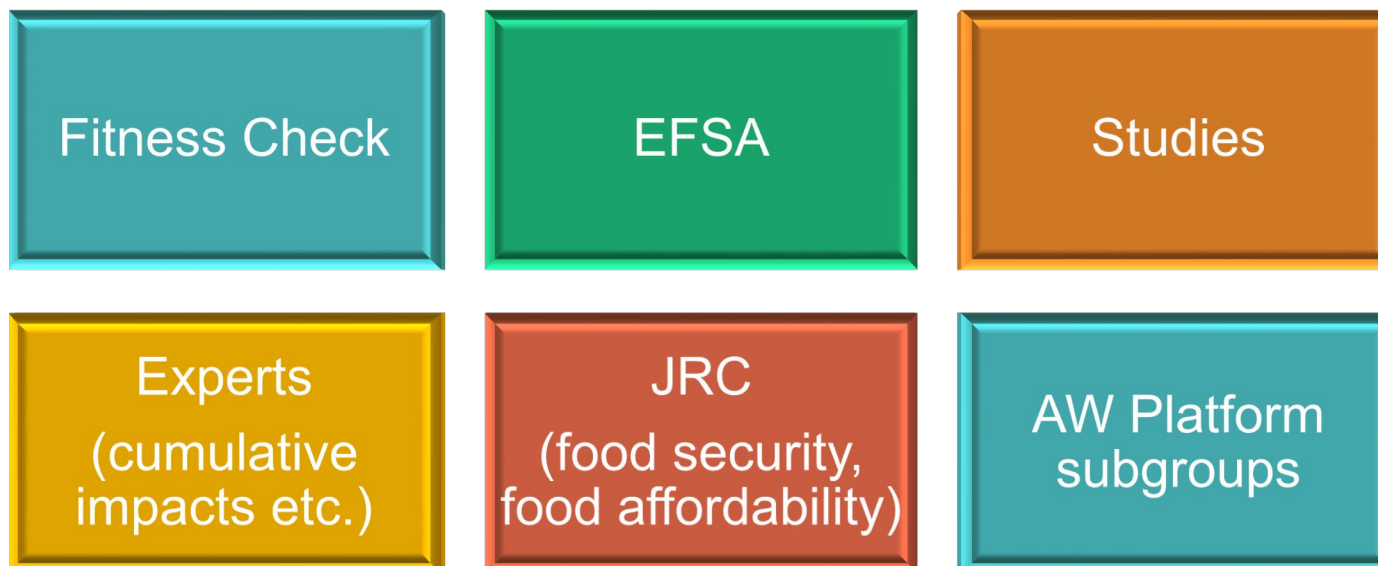 Fitness Check
EFSA
Studies
Experts
(cumulative
impacts etc.)
JRC
(food security,
food affordability)
AW Platform
subgroups